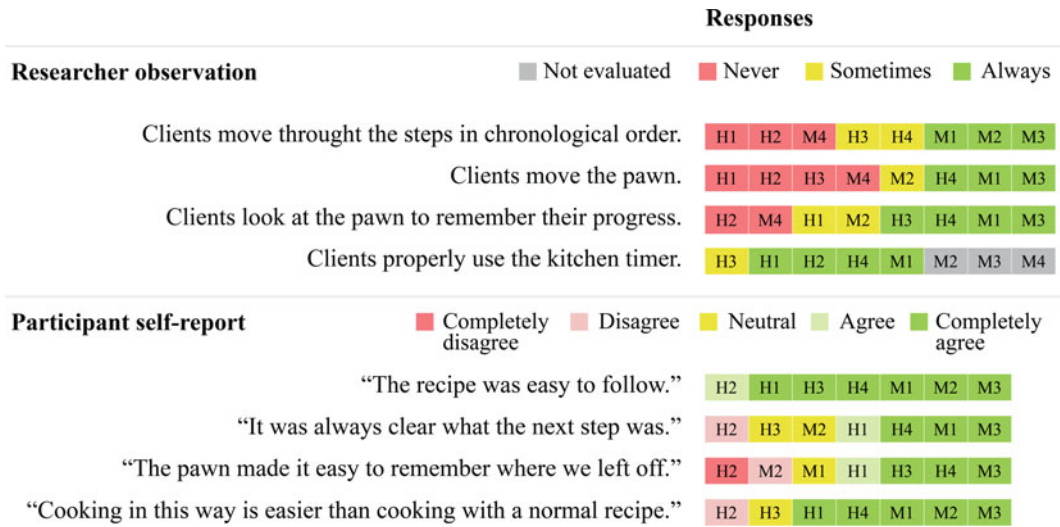 Responses
Researcher observation Not evaluated Never Sometimes Always
Clients move throught the steps in chronological order. H1 H2 M4 H3 H4 M1 M2 M3
Clients move the pawn. H1 H2 H3 M4 M2 H4 M1 M3
Clients look at the pawn to remember their progress. H2 M4 H1 M2 H3 H4 M1 M3
Clients properly use the kitchen timer. H3 H1 H2 H4 M1 M2 M3 M4
Participant self-report Completely disagree Disagree Neutral Agree Completely agree
“The recipe was easy to follow.” H2 H1 H3 H4 M1 M2 M3
“It was always clear what the next step was.” H2 H3 M2 H1 H4 M1 M3
“The pawn made it easy to remember where we left off.” H2 M2 M1 H1 H3 H4 M3
“Cooking in this way is easier than cooking with a normal recipe.” H2 H3 H1 H4 M1 M2 M3